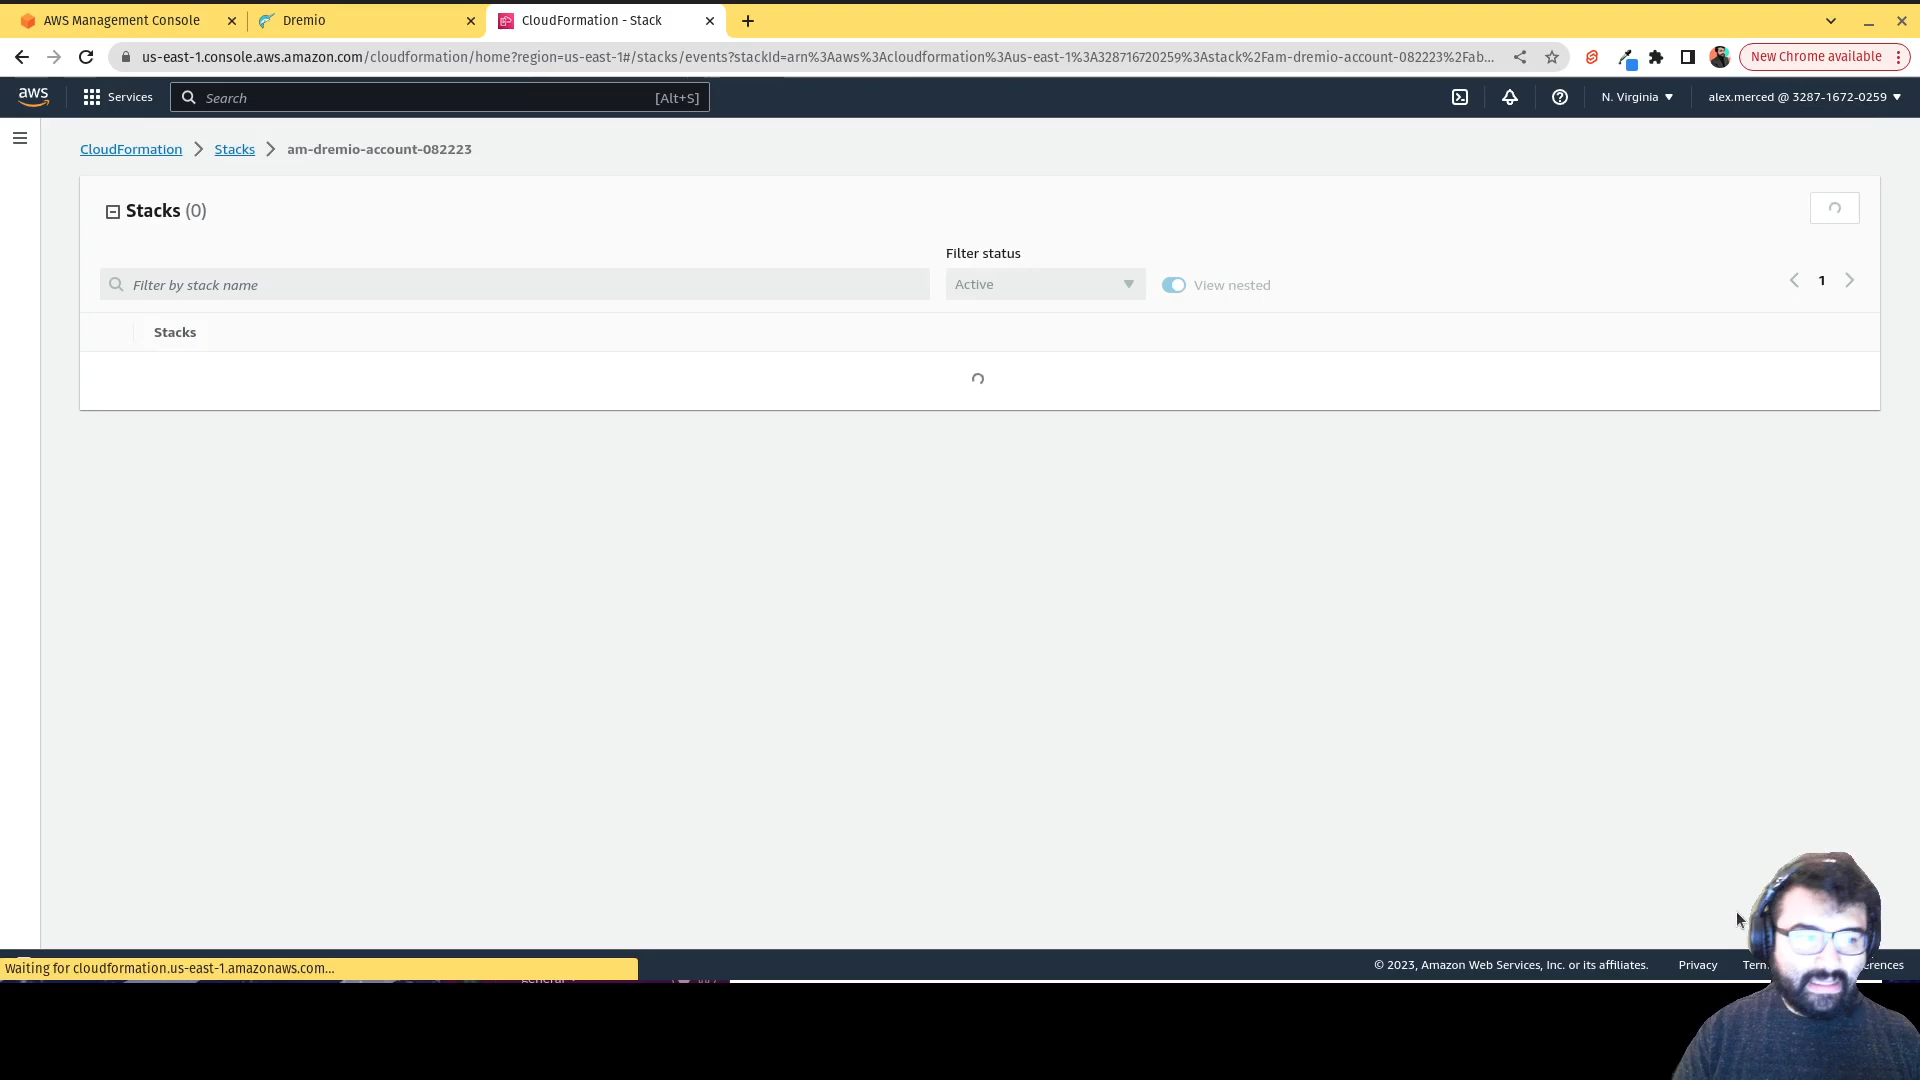 AWS Management Console
Dremio
CloudFormation - Stack
us-east-1.console.aws.amazon.com/cloudformation/home?region=us-east-1#/stacks/events?stackId=arn%3Aaws%3Acloudformation%3Aus-east-1%3A328716720259%3Astack%2Fam-dremio-account-082223%2Fab...
New Chrome available
aws
Services
Search
[Alt+S]
N. Virginia
alex.merced @ 3287-1672-0259
CloudFormation
Stacks
am-dremio-account-082223
Stacks (0)
Filter status
Filter by stack name
Active
View nested
1
Stacks
Waiting for cloudformation.us-east-1.amazonaws.com...
© 2023, Amazon Web Services, Inc. or its affiliates.
Privacy